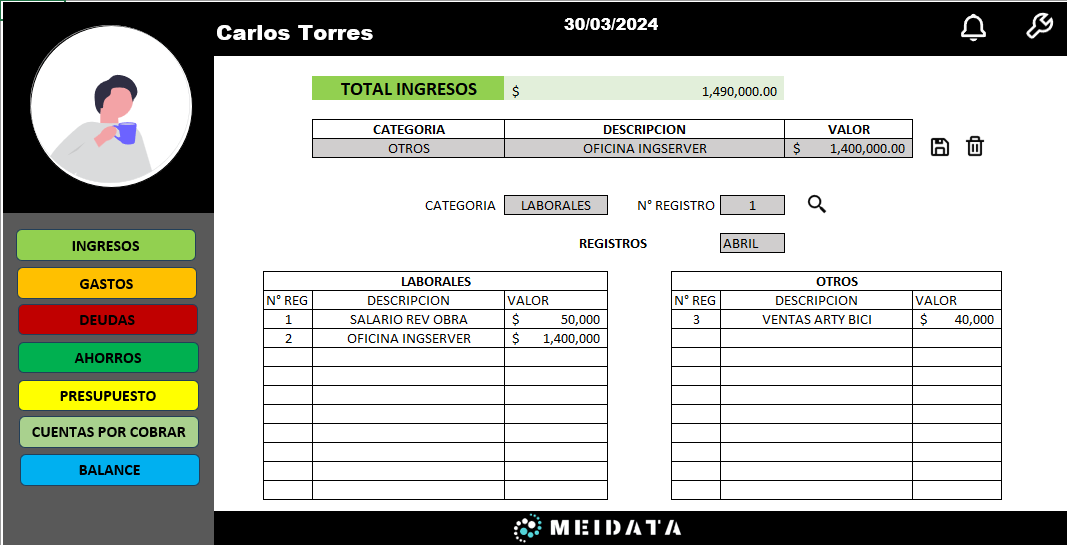 Carlos Torres
30/03/2024
TOTAL INGRESOS $ 1,490,000.00
CATEGORIA DESCRIPCION VALOR
OTROS OFICINA INGSERVER $ 1,400,000.00
CATEGORIA LABORALES N° REGISTRO 1
REGISTROS ABRIL
INGRESOS
GASTOS
DEUDAS
AHORROS
PRESUPUESTO
CUENTAS POR COBRAR
BALANCE
LABORALES
N° REG DESCRIPCION VALOR
1 SALARIO REV OBRA $ 50,000
2 OFICINA INGSERVER $ 1,400,000
OTROS
N° REG DESCRIPCION VALOR
3 VENTAS ARTY BICI $ 40,000
MEIDATA